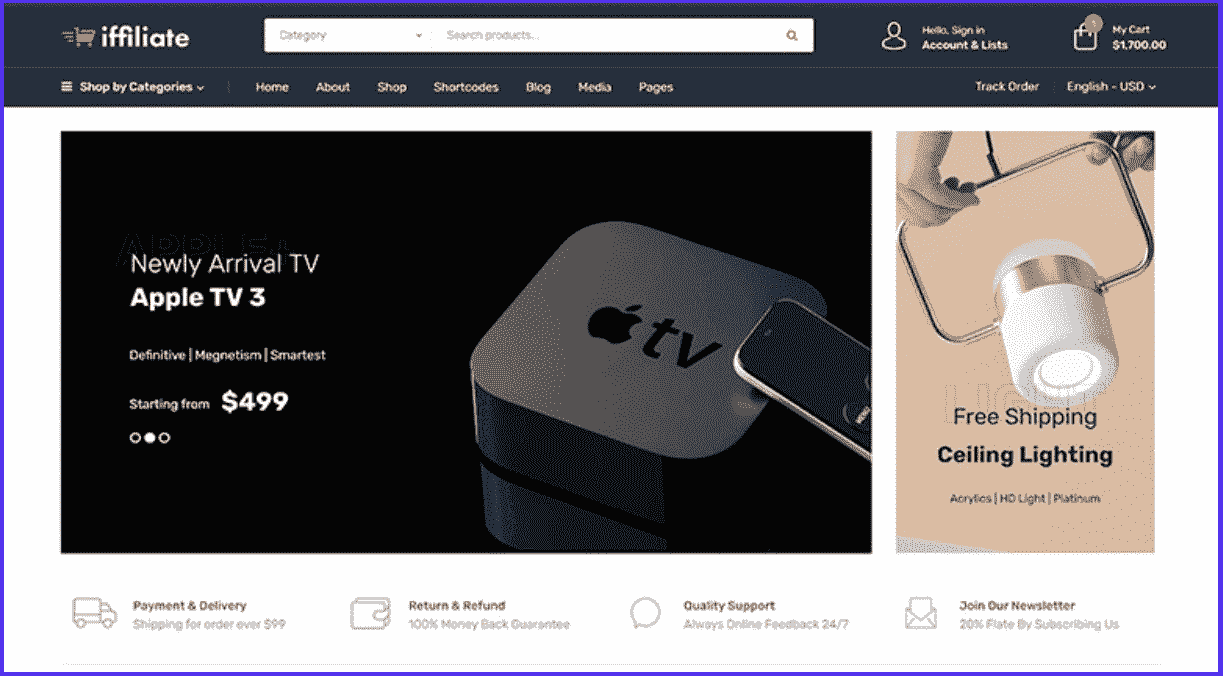 iffiliate
Category
Search products...
Hello, Sign in
Account & Lists
1
My Cart
$1,700.00
Shop by Categories
Home
About
Shop
Shortcodes
Blog
Media
Pages
Track Order
English - USD
APPLE+
Newly Arrival TV
Apple TV 3
Definitive | Megnetism | Smartest
Starting from $499
tv
LIGHT
Free Shipping
Ceiling Lighting
Acrylics | HD Light | Platinum
Payment & Delivery
Shipping for order over $99
Return & Refund
100% Money Back Guarantee
Quality Support
Always Online Feedback 24/7
Join Our Newsletter
20% Flate By Subscribing Us